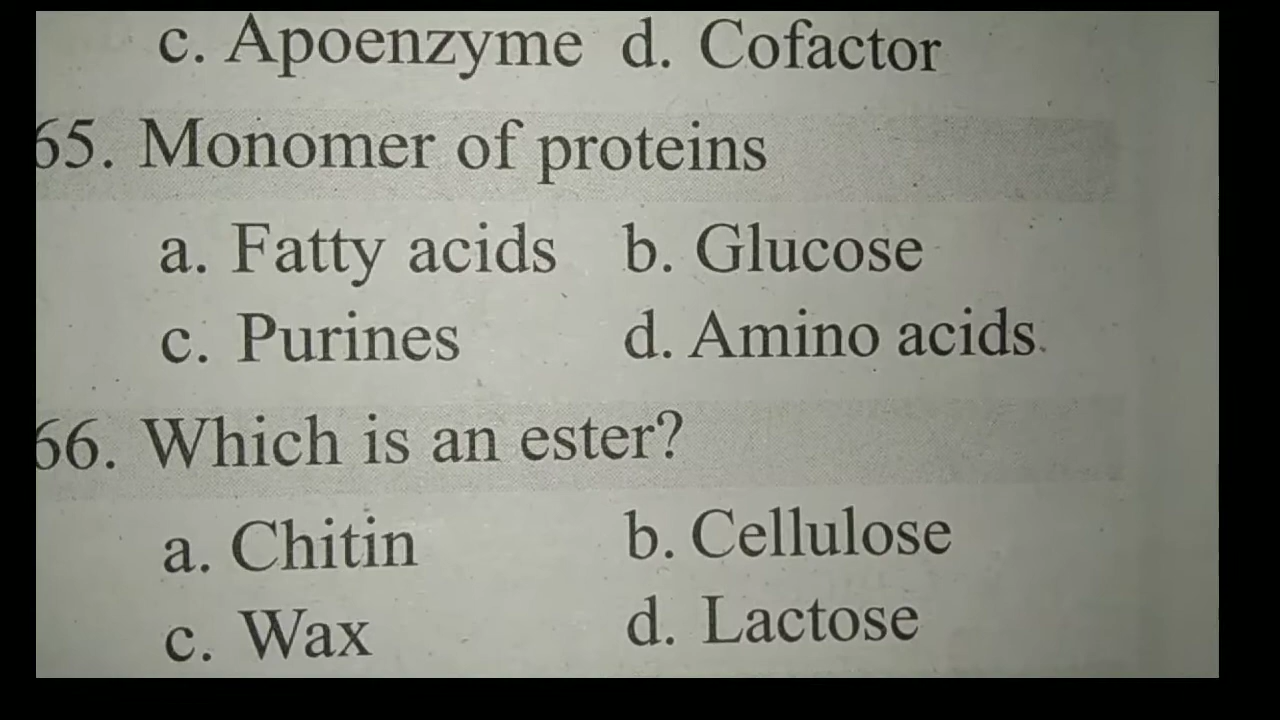 c. Apoenzyme d. Cofactor
65. Monomer of proteins
a. Fatty acids b. Glucose
c. Purines d. Amino acids.
66. Which is an ester?
a. Chitin b. Cellulose
c. Wax d. Lactose